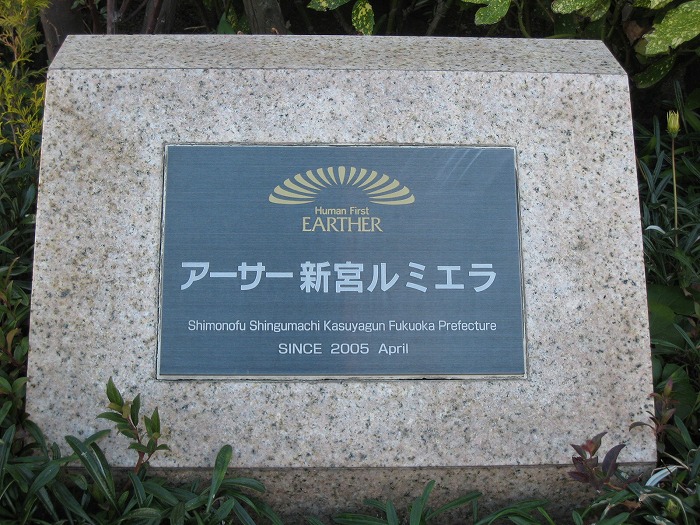 Human First
EARTHER
アーサー新宮ルミエラ
Shimonofu Shingumachi Kasuyagun Fukuoka Prefecture
SINCE 2005 April